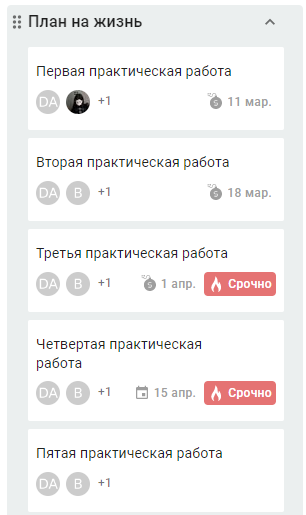 План на жизнь
Первая практическая работа
DA +1 11 мар.
Вторая практическая работа
DA B +1 18 мар.
Третья практическая работа
DA B +1 1 апр. Срочно
Четвертая практическая
работа
DA B +1 15 апр. Срочно
Пятая практическая работа
DA B +1